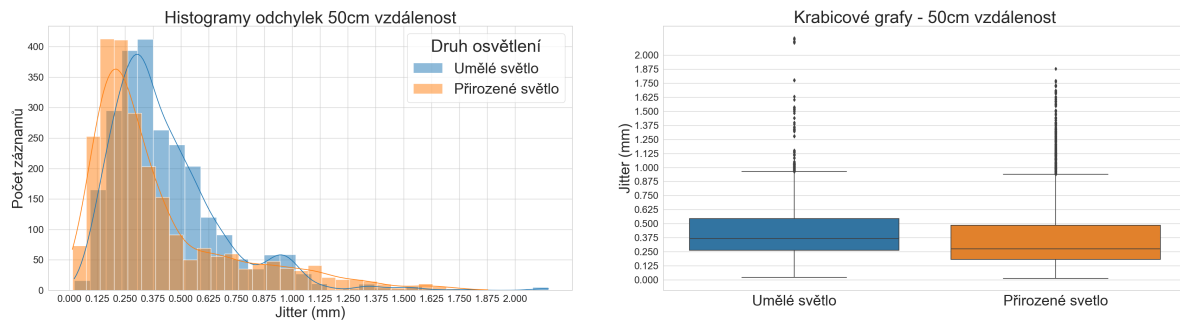 Histogramy odchylek 50cm vzdálenost
Počet záznamů
400
350
300
250
200
150
100
50
0
Druh osvětlení
Umělé světlo
Přirozené světlo
0.000 0.125 0.250 0.375 0.500 0.625 0.750 0.875 1.000 1.125 1.250 1.375 1.500 1.625 1.750 1.875 2.000
Jitter (mm)
Krabicové grafy - 50cm vzdálenost
Jitter (mm)
2.000
1.875
1.750
1.625
1.500
1.375
1.250
1.125
1.000
0.875
0.750
0.625
0.500
0.375
0.250
0.125
0.000
Umělé světlo
Přirozené svetlo